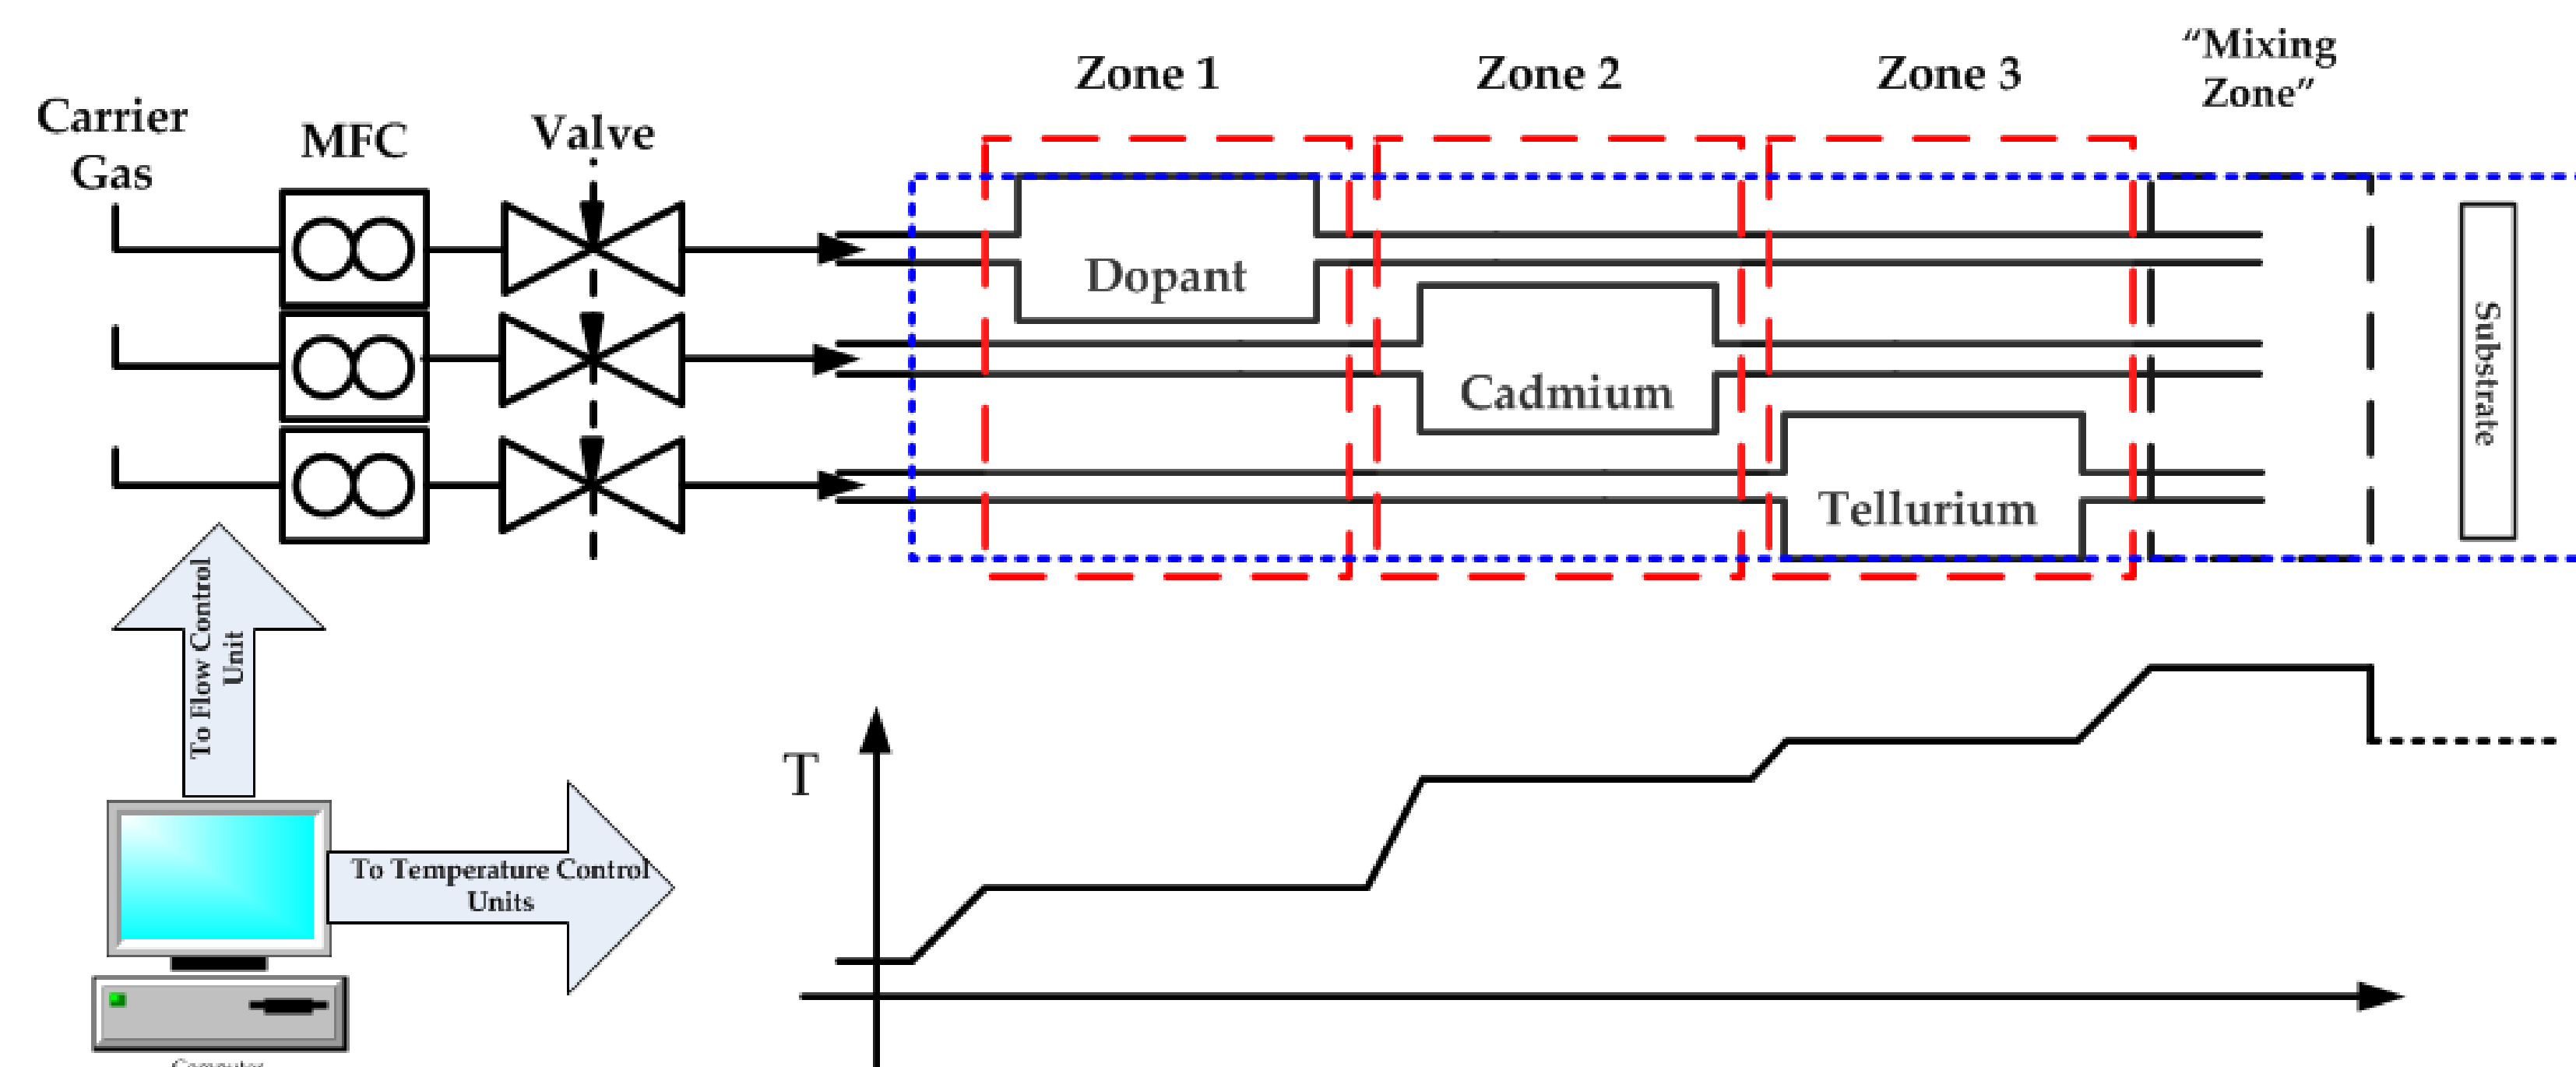 Carrier
Gas
MFC
Valve
Zone 1
Zone 2
Zone 3
“Mixing
Zone”
Dopant
Cadmium
Tellurium
Substrate
To Flow Control
Unit
T
To Temperature Control
Units
Computer